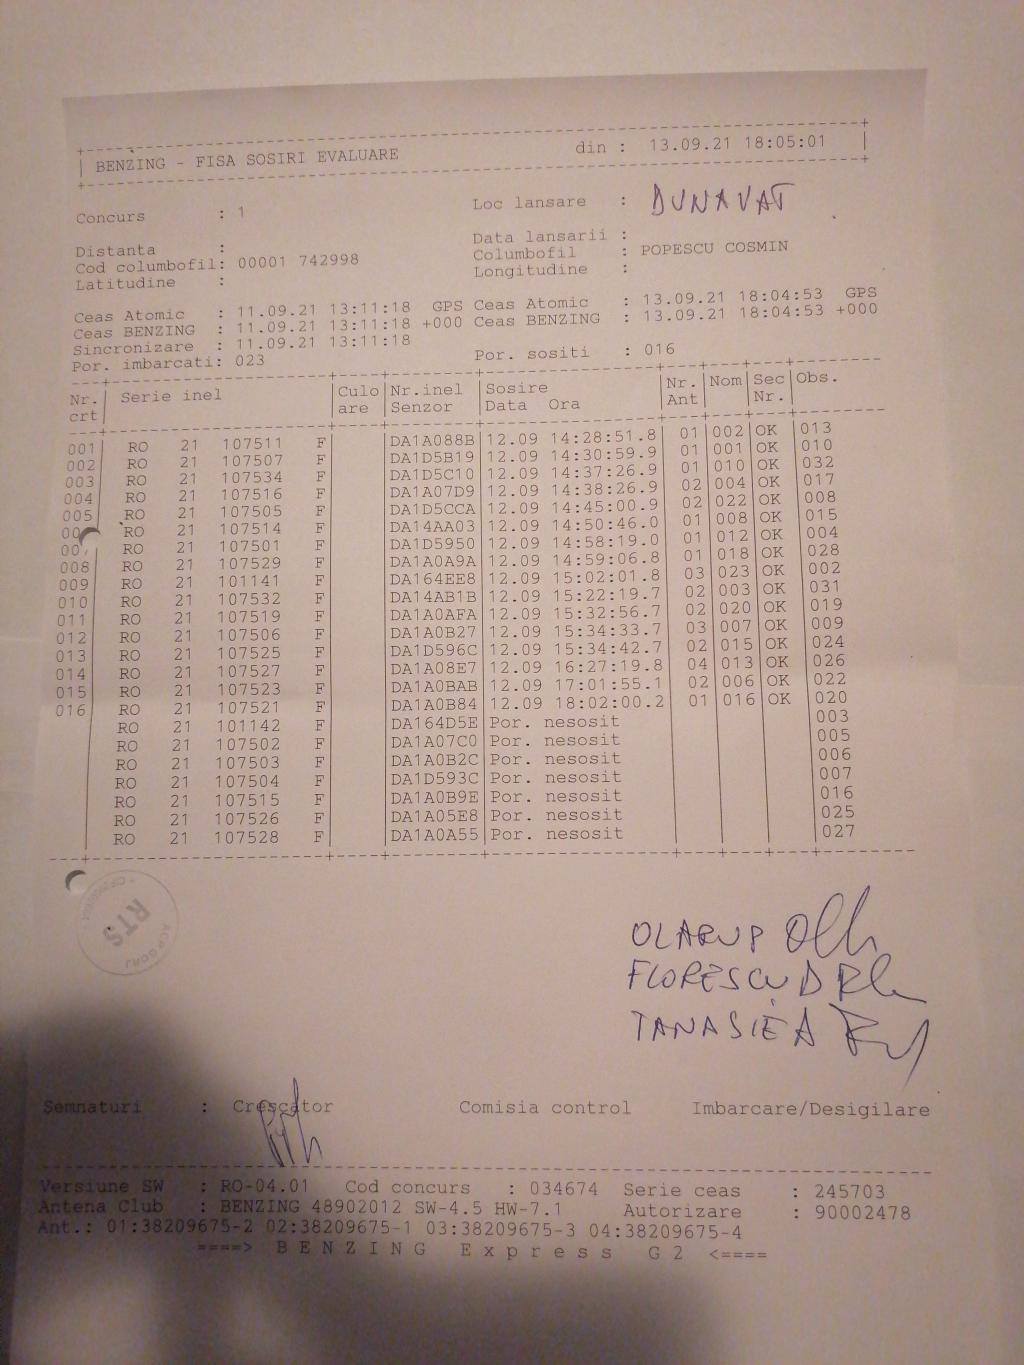 BENZING - FISA SOSIRI EVALUARE din : 13.09.21 18:05:01
Concurs : 1 Loc lansare : DUNAVAT
Distanta : Data lansarii :
Cod columbofil: 00001 742998 Columbofil : POPESCU COSMIN
Latitudine : Longitudine :
Ceas Atomic : 11.09.21 13:11:18 GPS Ceas Atomic : 13.09.21 18:04:53 GPS
Ceas BENZING : 11.09.21 13:11:18 +000 Ceas BENZING : 13.09.21 18:04:53 +000
Sincronizare : 11.09.21 13:11:18
Por. imbarcati: 023 Por. sositi : 016
Nr. Serie inel Culo Nr.inel Sosire Nr. Nom Sec Obs.
crt are Senzor Data Ora Ant Nr.
001 RO 21 107511 F DA1A088B 12.09 14:28:51.8 01 002 OK 013
002 RO 21 107507 F DA1D5B19 12.09 14:30:59.9 01 001 OK 010
003 RO 21 107534 F DA1D5C10 12.09 14:37:26.9 01 010 OK 032
004 RO 21 107516 F DA1A07D9 12.09 14:38:26.9 02 004 OK 017
005 RO 21 107505 F DA1D5CCA 12.09 14:45:00.9 02 022 OK 008
RO 21 107514 F DA14AA03 12.09 14:50:46.0 01 008 OK 015
RO 21 107501 F DA1D5950 12.09 14:58:19.0 01 012 OK 004
008 RO 21 107529 F DA1A0A9A 12.09 14:59:06.8 01 018 OK 028
009 RO 21 101141 F DA164EE8 12.09 15:02:01.8 03 023 OK 002
010 RO 21 107532 F DA14AB1B 12.09 15:22:19.7 02 003 OK 031
011 RO 21 107519 F DA1A0AFA 12.09 15:32:56.7 02 020 OK 019
012 RO 21 107506 F DA1A0B27 12.09 15:34:33.7 03 007 OK 009
013 RO 21 107525 F DA1D596C 12.09 15:34:42.7 02 015 OK 024
014 RO 21 107527 F DA1A08E7 12.09 16:27:19.8 04 013 OK 026
015 RO 21 107523 F DA1A0BAB 12.09 17:01:55.1 02 006 OK 022
016 RO 21 107521 F DA1A0B84 12.09 18:02:00.2 01 016 OK 020
RO 21 101142 F DA164D5E Por. nesosit 003
RO 21 107502 F DA1A07C0 Por. nesosit 005
RO 21 107503 F DA1A0B2C Por. nesosit 006
RO 21 107504 F DA1D593C Por. nesosit 007
RO 21 107515 F DA1A0B9E Por. nesosit 016
RO 21 107526 F DA1A05E8 Por. nesosit 025
RO 21 107528 F DA1A0A55 Por. nesosit 027
RTS
ACP GORJ
OLARU P
FLORESCU D
TANASIE A
Semnaturi : Crescator Comisia control Imbarcare/Desigilare
Versiune SW : RO-04.01 Cod concurs : 034674 Serie ceas : 245703
Antena Club : BENZING 48902012 SW-4.5 HW-7.1 Autorizare : 90002478
Ant.: 01:38209675-2 02:38209675-1 03:38209675-3 04:38209675-4
====> B E N Z I N G E x p r e s s G 2 <====